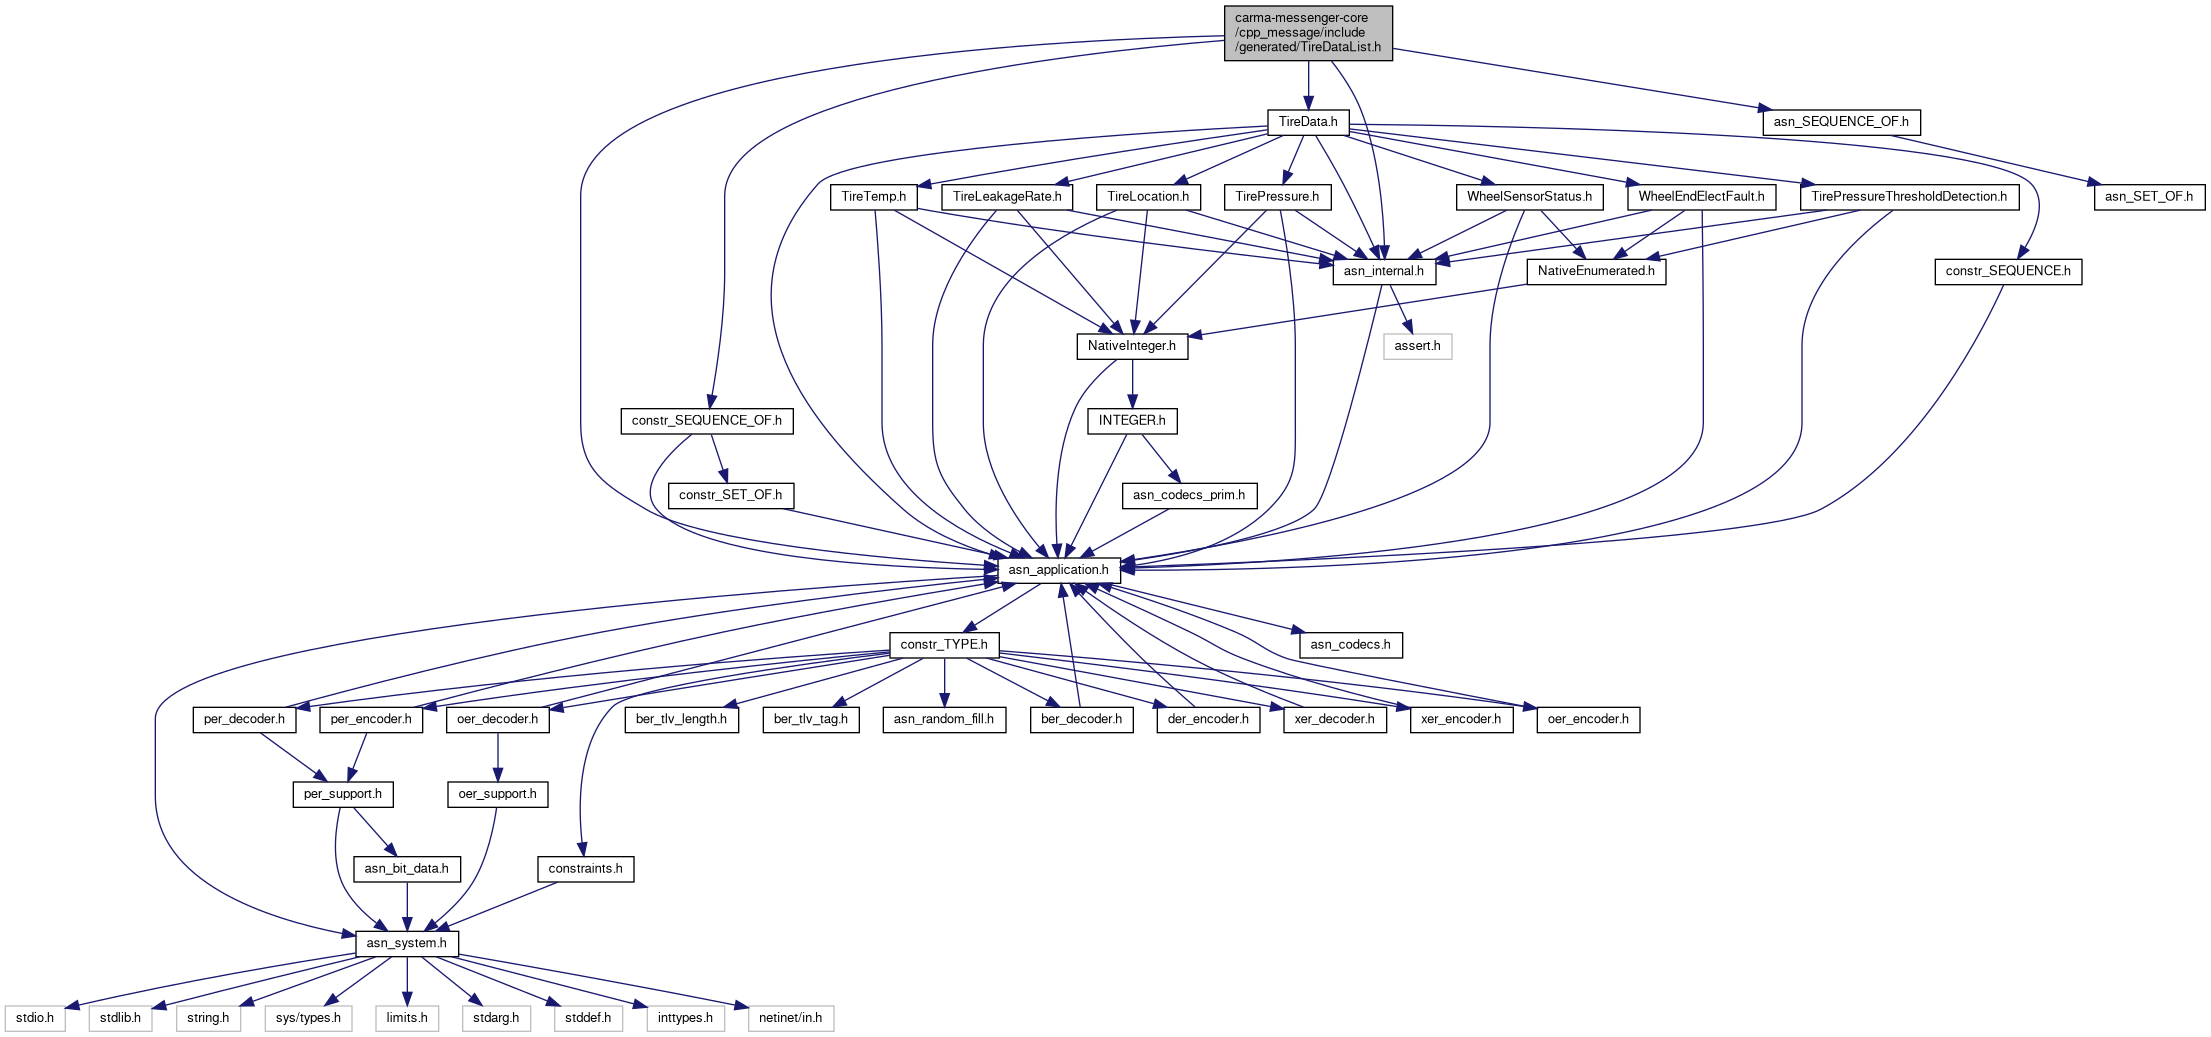 carma-messenger-core
/cpp_message/include
/generated/TireDataList.h
TireData.h
asn_SEQUENCE_OF.h
TireTemp.h
TireLeakageRate.h
TireLocation.h
TirePressure.h
WheelSensorStatus.h
WheelEndElectFault.h
TirePressureThresholdDetection.h
asn_SET_OF.h
asn_internal.h
NativeEnumerated.h
constr_SEQUENCE.h
NativeInteger.h
assert.h
constr_SEQUENCE_OF.h
INTEGER.h
constr_SET_OF.h
asn_codecs_prim.h
asn_application.h
constr_TYPE.h
asn_codecs.h
per_decoder.h
per_encoder.h
oer_decoder.h
ber_tlv_length.h
ber_tlv_tag.h
asn_random_fill.h
ber_decoder.h
der_encoder.h
xer_decoder.h
xer_encoder.h
oer_encoder.h
per_support.h
oer_support.h
asn_bit_data.h
constraints.h
asn_system.h
stdio.h
stdlib.h
string.h
sys/types.h
limits.h
stdarg.h
stddef.h
inttypes.h
netinet/in.h